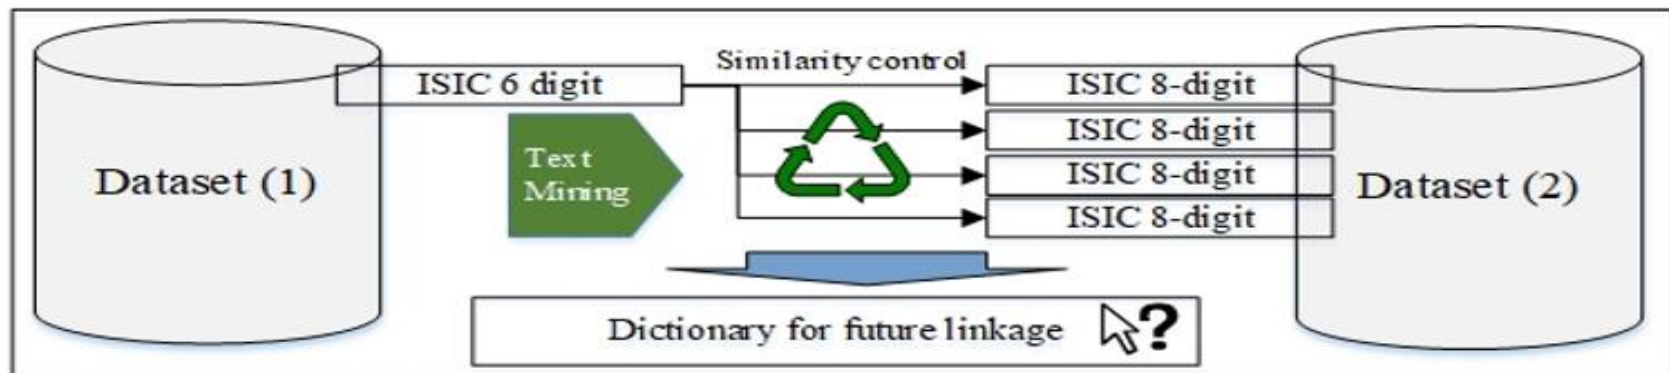 Similarity control
ISIC 6 digit
ISIC 8-digit
ISIC 8-digit
ISIC 8-digit
ISIC 8-digit
Text
Mining
Dataset (1)
Dataset (2)
Dictionary for future linkage ?